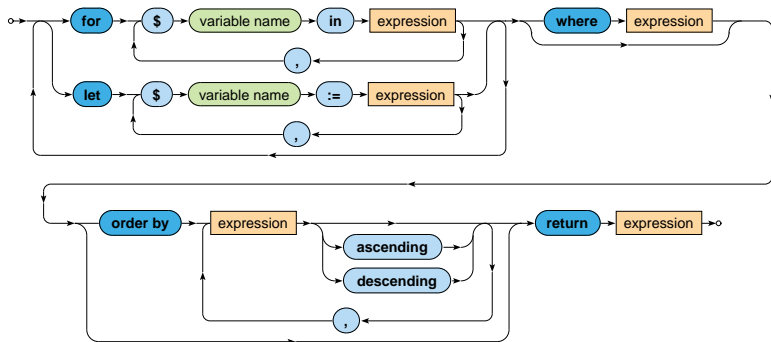 for $ variable name in expression where expression
,
let $ variable name := expression
,
order by expression return expression
ascending
descending
,